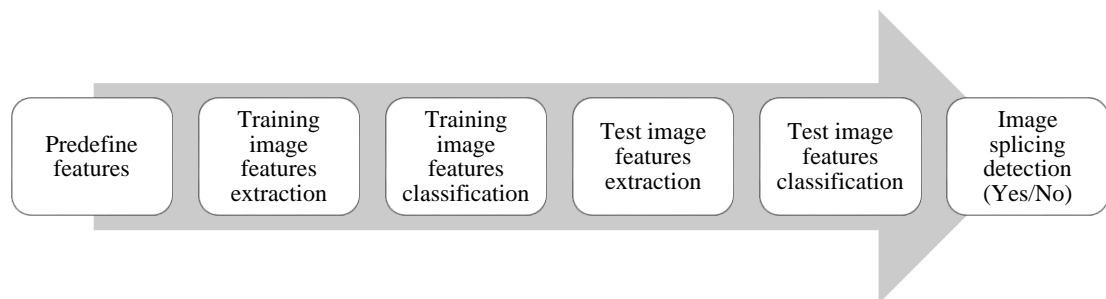 Predefine
features
Training
image
features
extraction
Training
image
features
classification
Test image
features
extraction
Test image
features
classification
Image
splicing
detection
(Yes/No)